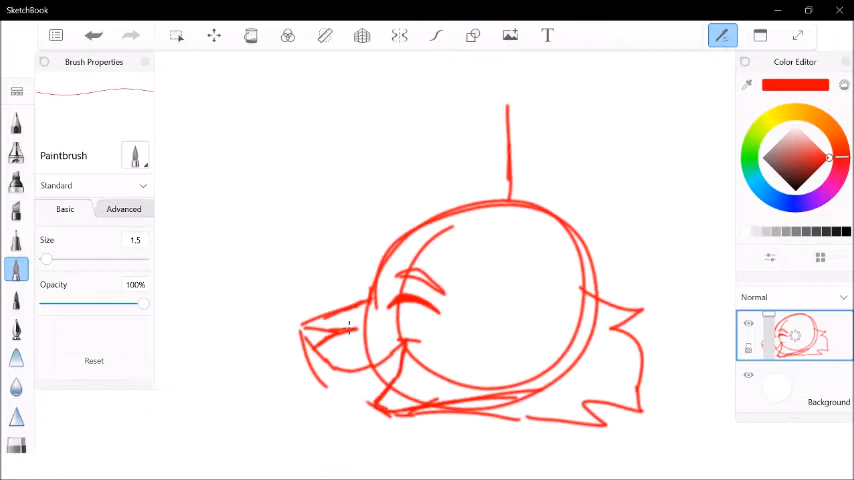 SketchBook
T
Brush Properties
Color Editor
Paintbrush
Standard
Basic
Advanced
Size
1.5
Opacity
100%
Reset
Normal
Background